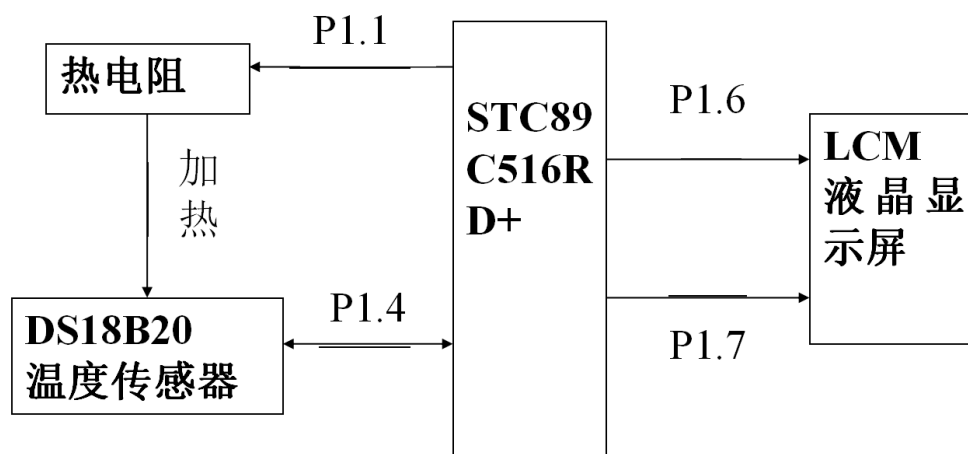 P1.1
热电阻
加热
STC89
C516R
D+
P1.6
LCM
液晶显
示屏
DS18B20
温度传感器
P1.4
P1.7